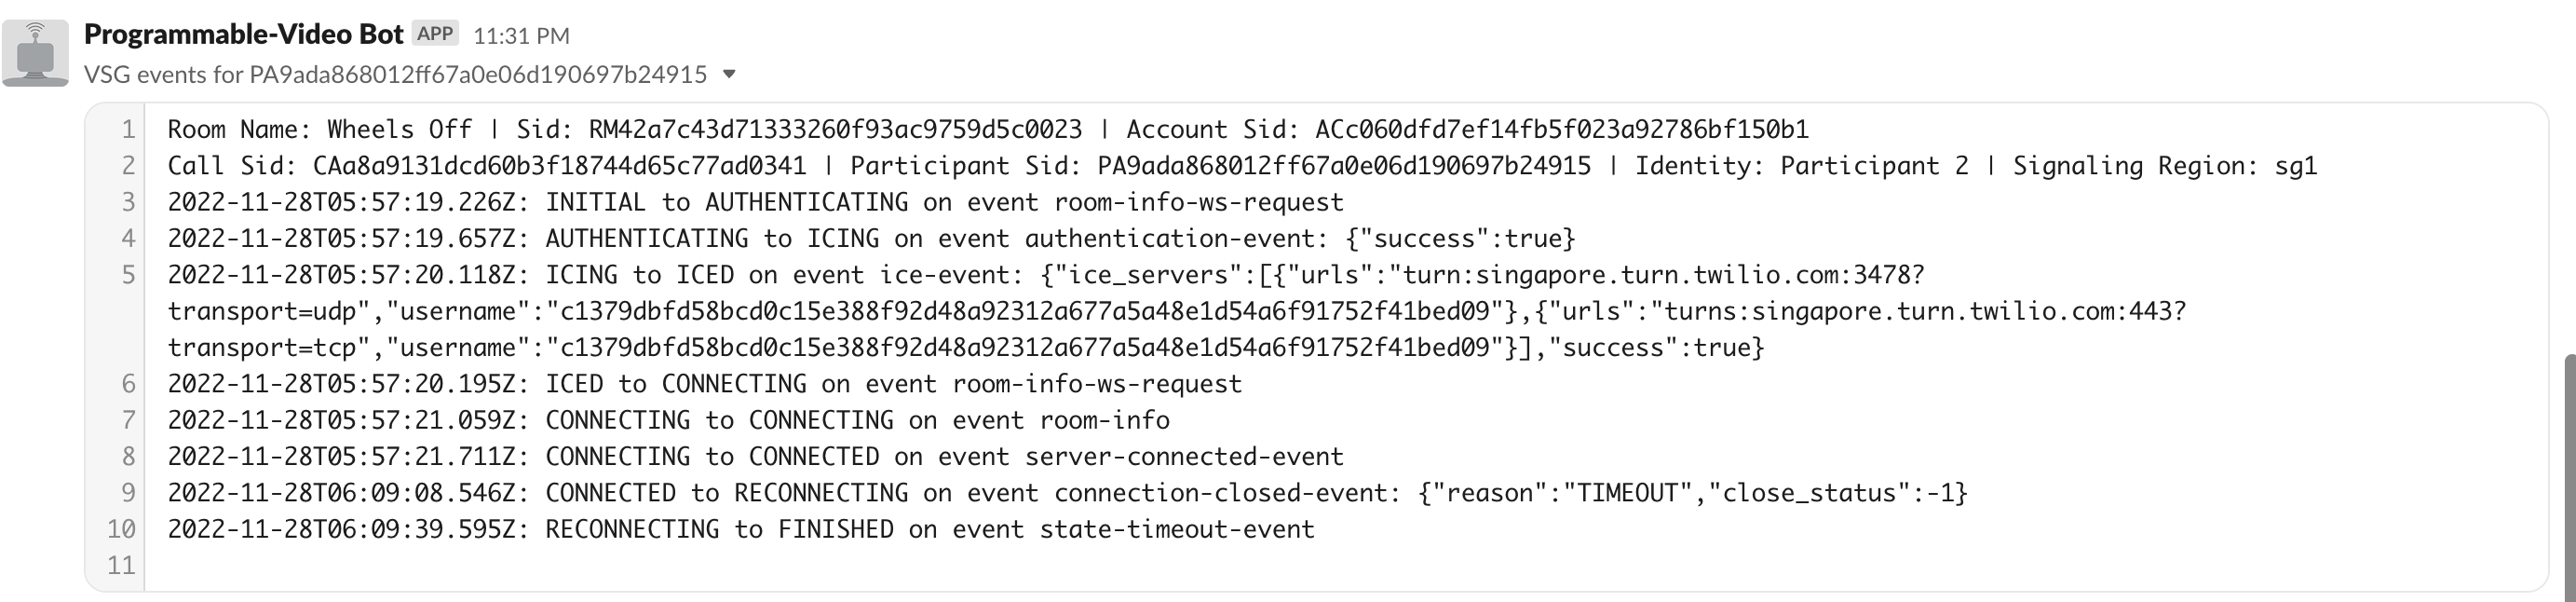 Programmable-Video Bot APP 11:31 PM
VSG events for PA9ada868012ff67a0e06d190697b24915
1 Room Name: Wheels Off | Sid: RM42a7c43d71333260f93ac9759d5c0023 | Account Sid: ACc060dfd7ef14fb5f023a92786bf150b1
2 Call Sid: CAa8a9131dcd60b3f18744d65c77ad0341 | Participant Sid: PA9ada868012ff67a0e06d190697b24915 | Identity: Participant 2 | Signaling Region: sg1
3 2022-11-28T05:57:19.226Z: INITIAL to AUTHENTICATING on event room-info-ws-request
4 2022-11-28T05:57:19.657Z: AUTHENTICATING to ICING on event authentication-event: {"success":true}
5 2022-11-28T05:57:20.118Z: ICING to ICED on event ice-event: {"ice_servers":[{"urls":"turn:singapore.turn.twilio.com:3478?
transport=udp","username":"c1379dbfd58bcd0c15e388f92d48a92312a677a5a48e1d54a6f91752f41bed09"},{"urls":"turns:singapore.turn.twilio.com:443?
transport=tcp","username":"c1379dbfd58bcd0c15e388f92d48a92312a677a5a48e1d54a6f91752f41bed09"}],"success":true}
6 2022-11-28T05:57:20.195Z: ICED to CONNECTING on event room-info-ws-request
7 2022-11-28T05:57:21.059Z: CONNECTING to CONNECTING on event room-info
8 2022-11-28T05:57:21.711Z: CONNECTING to CONNECTED on event server-connected-event
9 2022-11-28T06:09:08.546Z: CONNECTED to RECONNECTING on event connection-closed-event: {"reason":"TIMEOUT","close_status":-1}
10 2022-11-28T06:09:39.595Z: RECONNECTING to FINISHED on event state-timeout-event
11